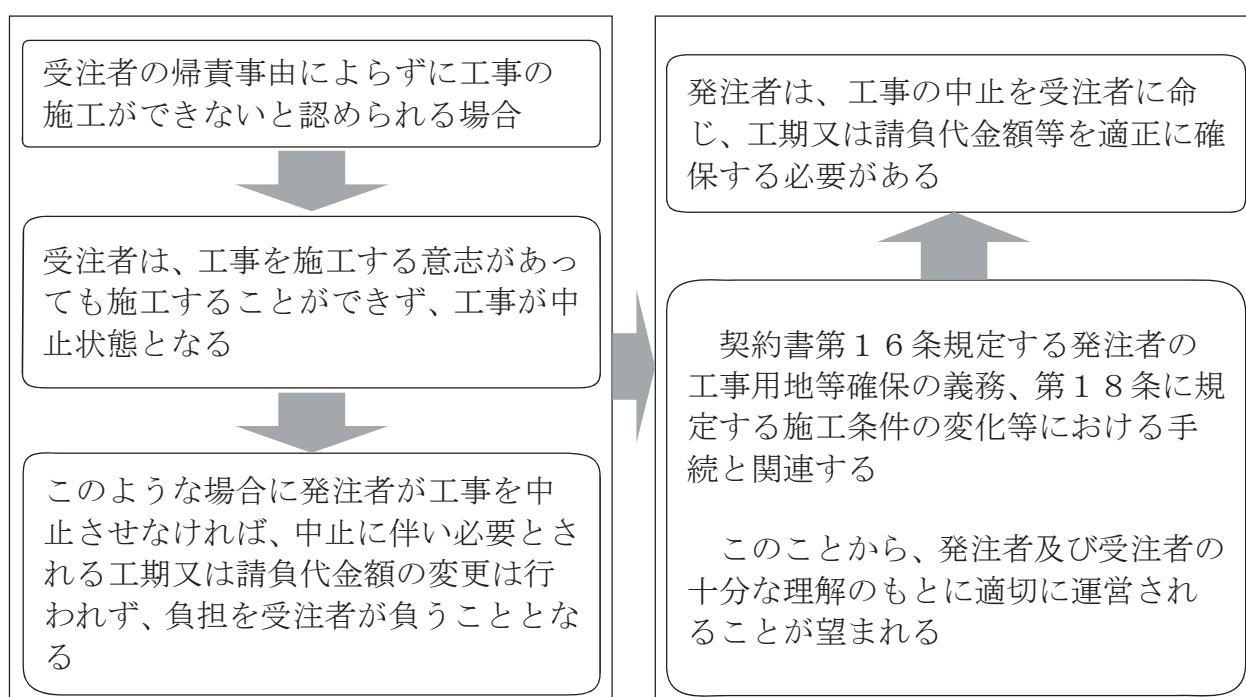 受注者の帰責事由によらずに工事の
施工ができないと認められる場合
受注者は、工事を施工する意志があっ
ても施工することができず、工事が中
止状態となる
このような場合に発注者が工事を中
止させなければ、中止に伴い必要とさ
れる工期又は請負代金額の変更は行
われず、負担を受注者が負うこととな
る
発注者は、工事の中止を受注者に命
じ、工期又は請負代金額等を適正に確
保する必要がある
契約書第１６条規定する発注者の
工事用地等確保の義務、第１８条に規
定する施工条件の変化等における手
続と関連する
このことから、発注者及び受注者の
十分な理解のもとに適切に運営され
ることが望まれる